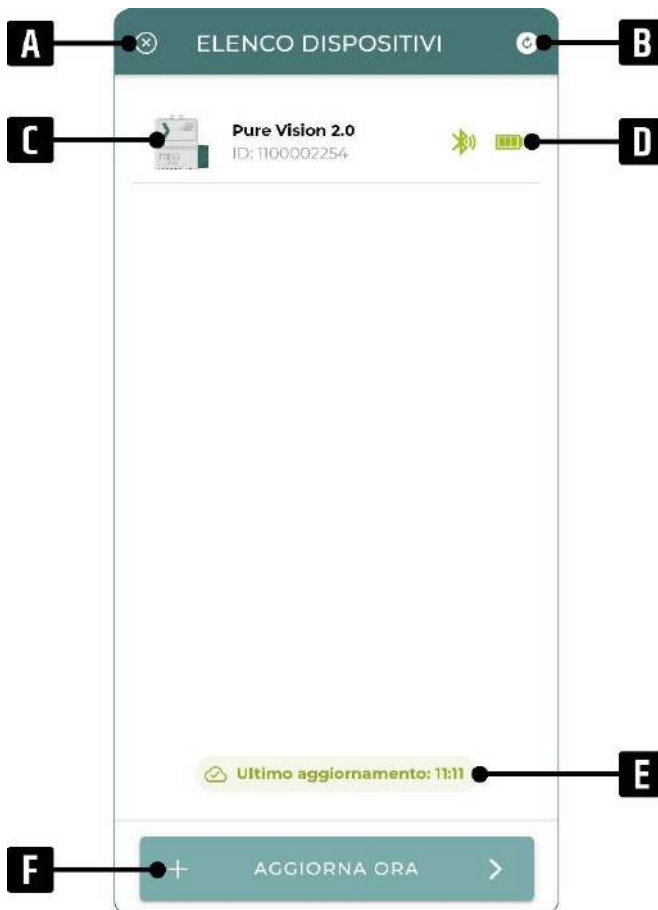 A
ELENCO DISPOSITIVI
B
C
Pure Vision 2.0
ID: 1100002254
D
Ultimo aggiornamento: 11:11
E
F
+ AGGIORNA ORA >